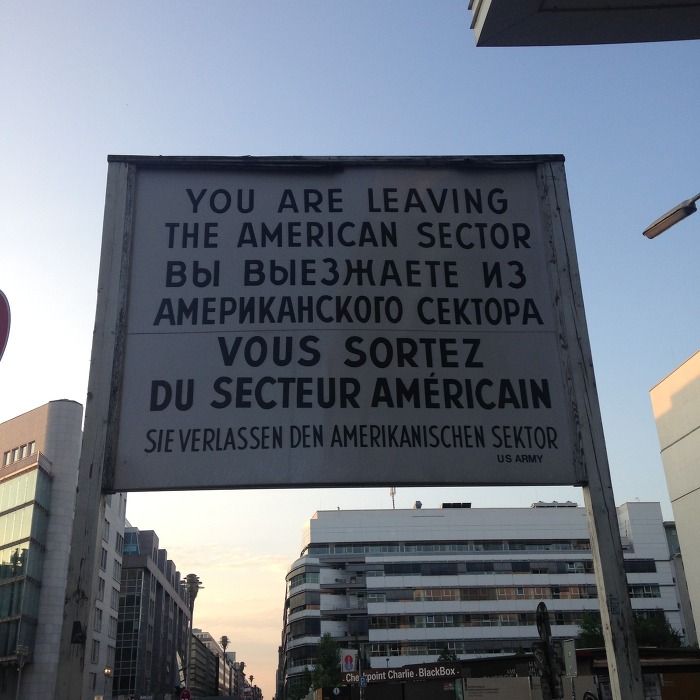 YOU ARE LEAVING
THE AMERICAN SECTOR
ВЫ ВЫЕЗЖАЕТЕ ИЗ
АМЕРИКАНСКОГО СЕКТОРА
VOUS SORTEZ
DU SECTEUR AMÉRICAIN
SIE VERLASSEN DEN AMERIKANISCHEN SEKTOR
US ARMY
Checkpoint Charlie - BlackBox